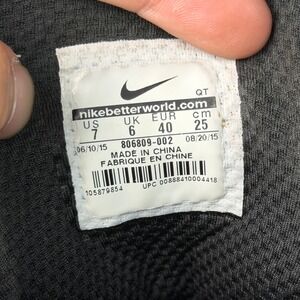 QT
nikebetterworld.com
US UK EUR cm
7 6 40 25
06/10/15 806809-002 08/20/15
MADE IN CHINA
FABRIQUE EN CHINE
105879854
UPC 00888410004418